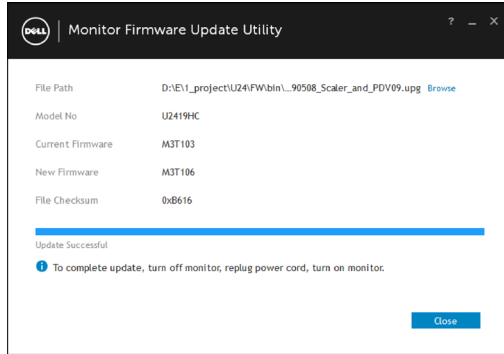 DELL
Monitor Firmware Update Utility
? – ×
File Path D:\E\1_project\U24\FW\bin\...90508_Scaler_and_PDV09.upg Browse
Model No U2419HC
Current Firmware M3T103
New Firmware M3T106
File Checksum 0xB616
Update Successful
i To complete update, turn off monitor, replug power cord, turn on monitor.
Close